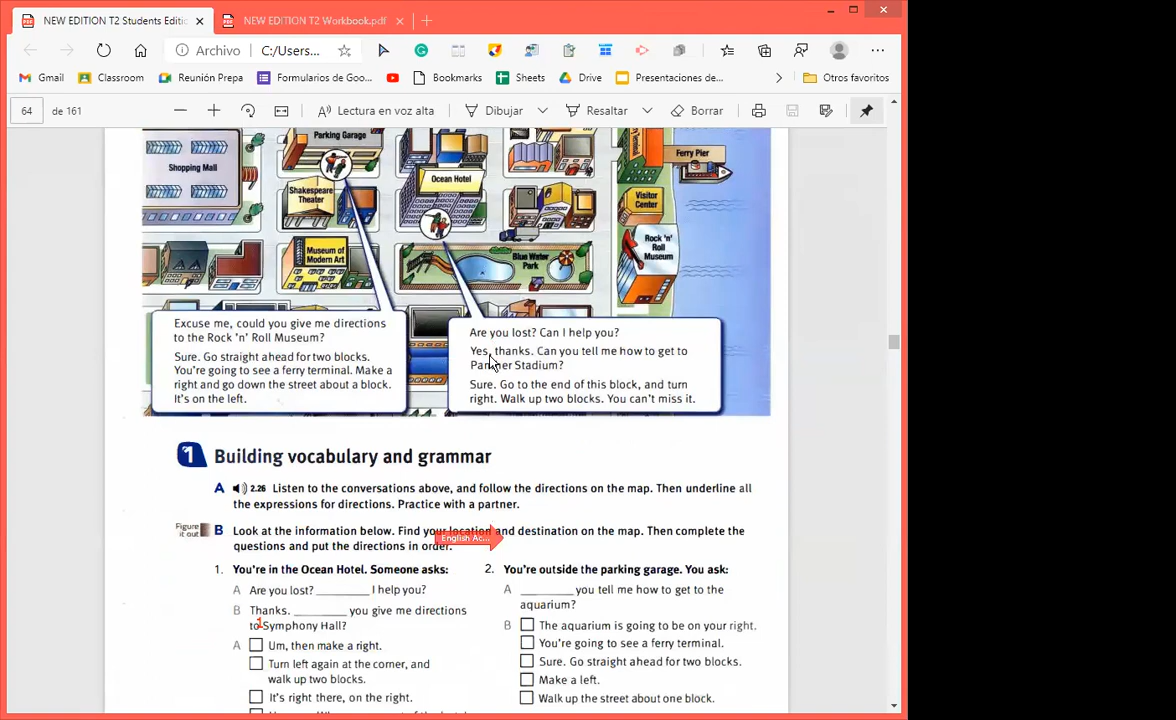 NEW EDITION T2 Students Editi
NEW EDITION T2 Workbook.pdf
Archivo
C:/Users...
Gmail
Classroom
Reunión Prepa
Formularios de Goo...
Bookmarks
Sheets
Drive
Presentaciones de...
Otros favoritos
64
de 161
Lectura en voz alta
Dibujar
Resaltar
Borrar
Parking Garage
Ferry Terminal
Ferry Pier
Shopping Mall
Ocean Hotel
Shakespeare
Theater
Visitor
Center
Museum of
Modern Art
Blue Water
Park
Rock 'n'
Roll
Museum
Excuse me, could you give me directions
to the Rock 'n' Roll Museum?
Sure. Go straight ahead for two blocks.
You're going to see a ferry terminal. Make a
right and go down the street about a block.
It's on the left.
Are you lost? Can I help you?
Yes, thanks. Can you tell me how to get to
Panther Stadium?
Sure. Go to the end of this block, and turn
right. Walk up two blocks. You can't miss it.
1 Building vocabulary and grammar
A 2.26 Listen to the conversations above, and follow the directions on the map. Then underline all
the expressions for directions. Practice with a partner.
Figure
it out
B Look at the information below. Find your location and destination on the map. Then complete the
questions and put the directions in order.
English Ac...
1. You're in the Ocean Hotel. Someone asks:
A Are you lost? ________ I help you?
B Thanks. ________ you give me directions
to Symphony Hall?
1
A Um, then make a right.
Turn left again at the corner, and
walk up two blocks.
It's right there, on the right.
2. You're outside the parking garage. You ask:
A ________ you tell me how to get to the
aquarium?
B The aquarium is going to be on your right.
You're going to see a ferry terminal.
Sure. Go straight ahead for two blocks.
Make a left.
Walk up the street about one block.